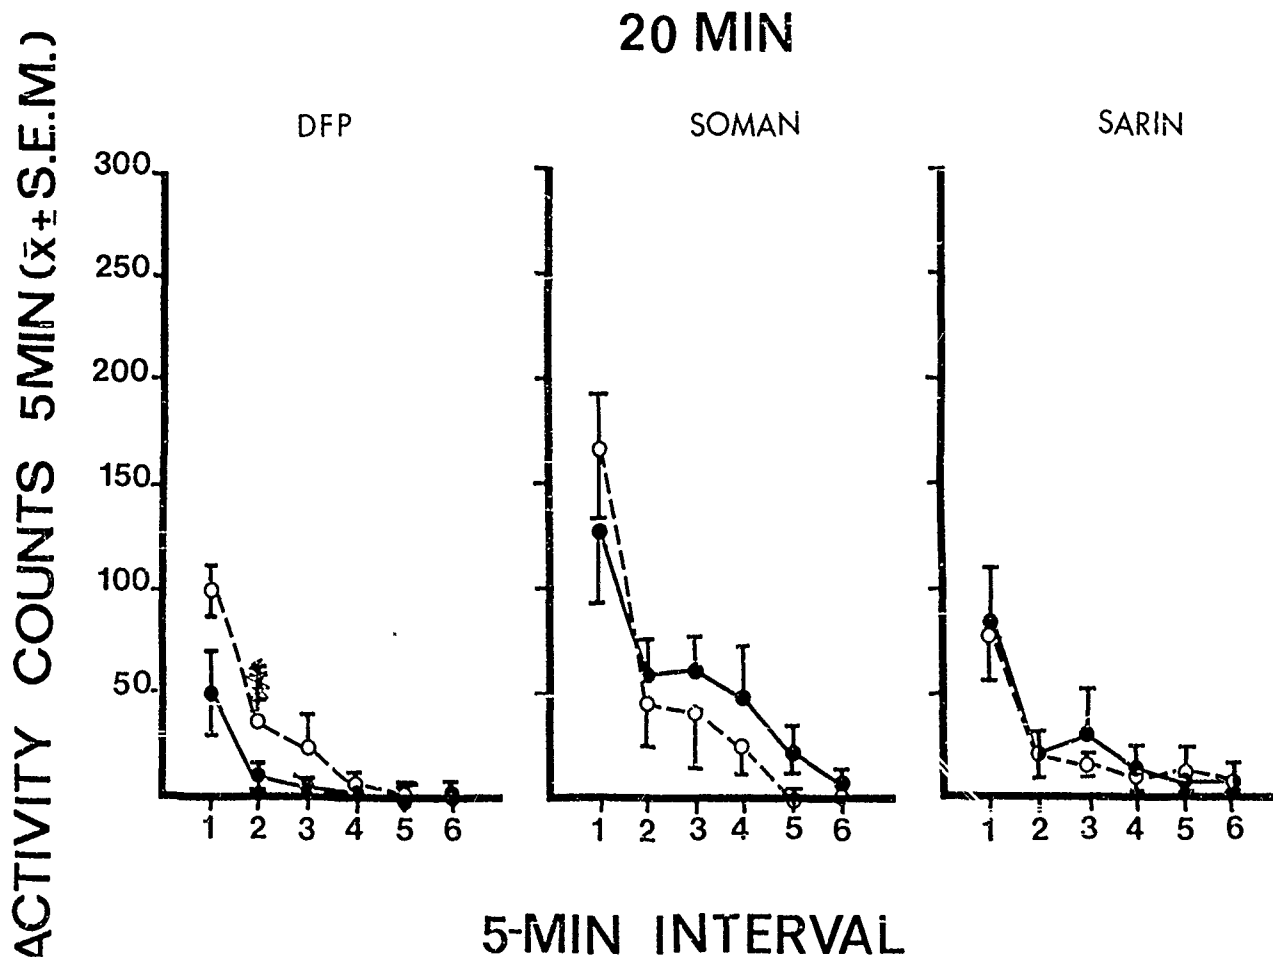 20 MIN
DFP SOMAN SARIN
ACTIVITY COUNTS 5MIN (x̄ ± S.E.M.)
300
250
200
150
100
50
1 2 3 4 5 6
1 2 3 4 5 6
1 2 3 4 5 6
5-MIN INTERVAL